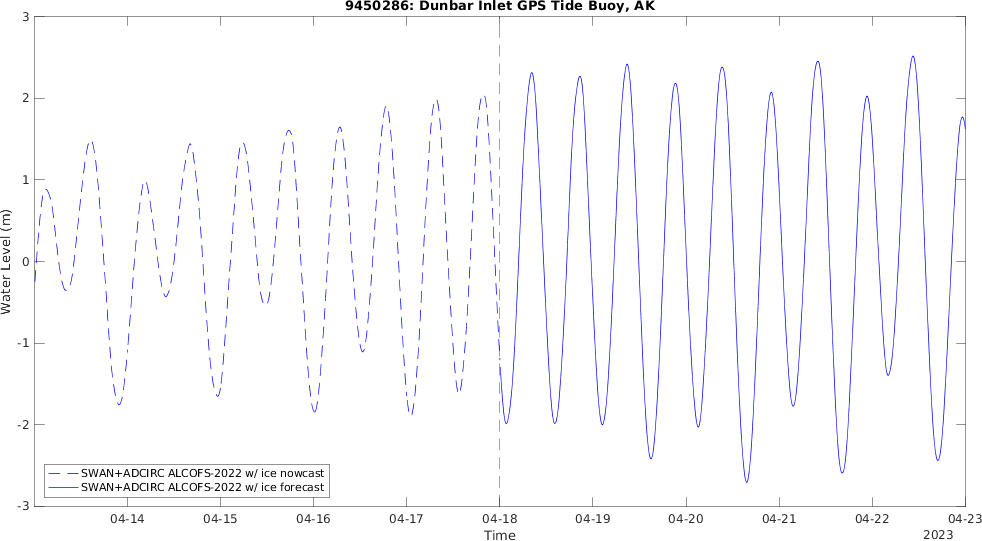 9450286: Dunbar Inlet GPS Tide Buoy, AK
3
2
1
0
-1
-2
-3
Water Level (m)
SWAN+ADCIRC ALCOFS-2022 w/ ice nowcast
SWAN+ADCIRC ALCOFS-2022 w/ ice forecast
04-14 04-15 04-16 04-17 04-18 04-19 04-20 04-21 04-22 04-23
Time
2023